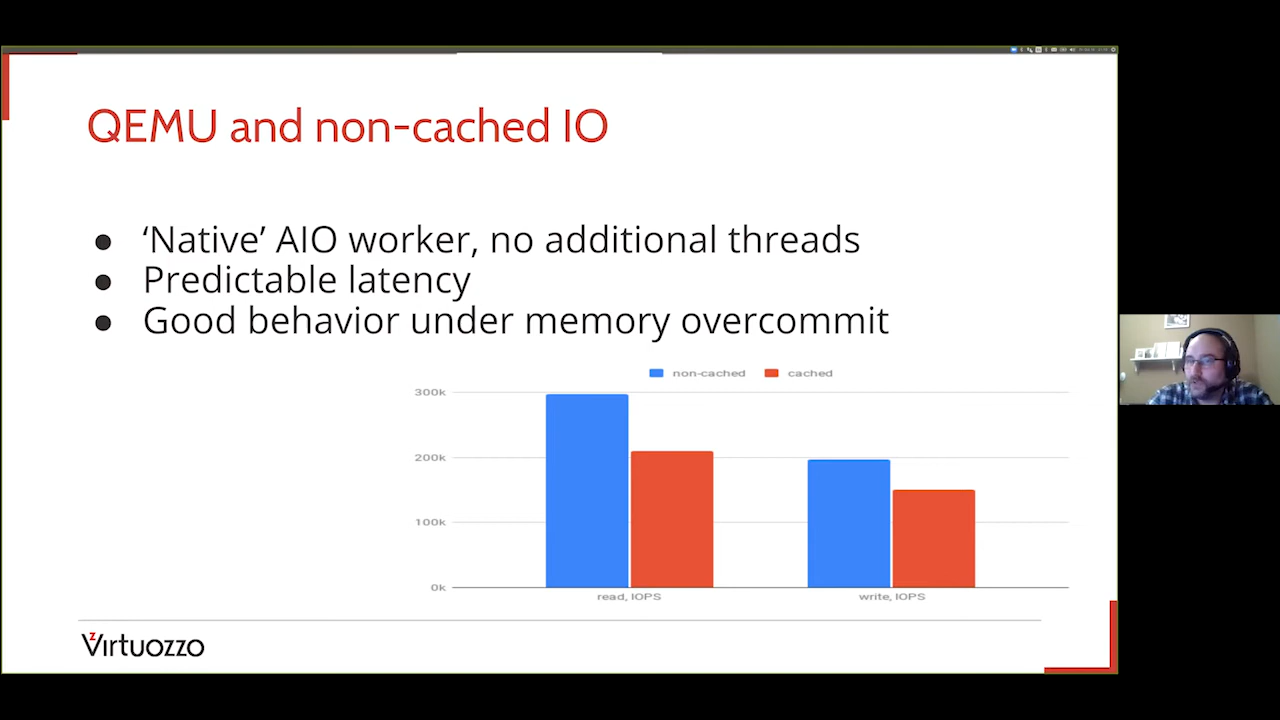 QEMU and non-cached IO
● ‘Native’ AIO worker, no additional threads
● Predictable latency
● Good behavior under memory overcommit
non-cached cached
300k
200k
100k
0k
read, IOPS write, IOPS
Virtuozzo